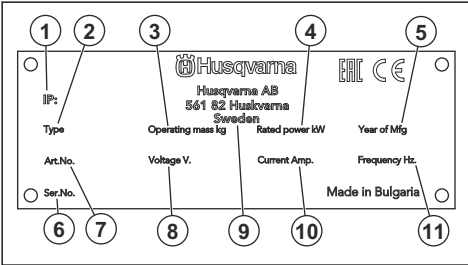 1 2 3 4 5
Husqvarna EAC CE
IP:
Husqvarna AB
561 82 Huskvarna
Sweden
Type Operating mass kg Rated power kW Year of Mfg
Art.No. Voltage V. Current Amp. Frequency Hz.
Ser.No. Made in Bulgaria
6 7 8 9 10 11